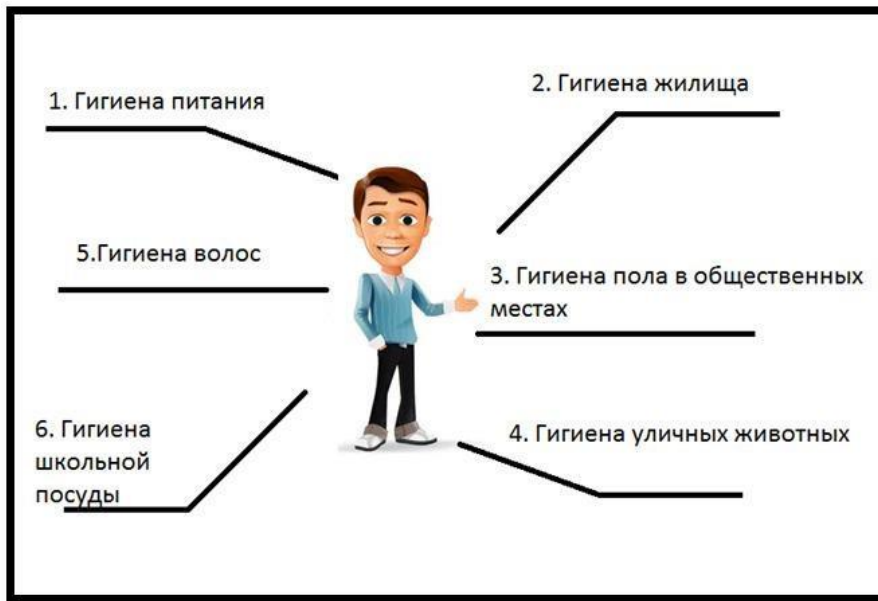 1. Гигиена питания
2. Гигиена жилища
5.Гигиена волос
3. Гигиена пола в общественных
местах
6. Гигиена
школьной
посуды
4. Гигиена уличных животных